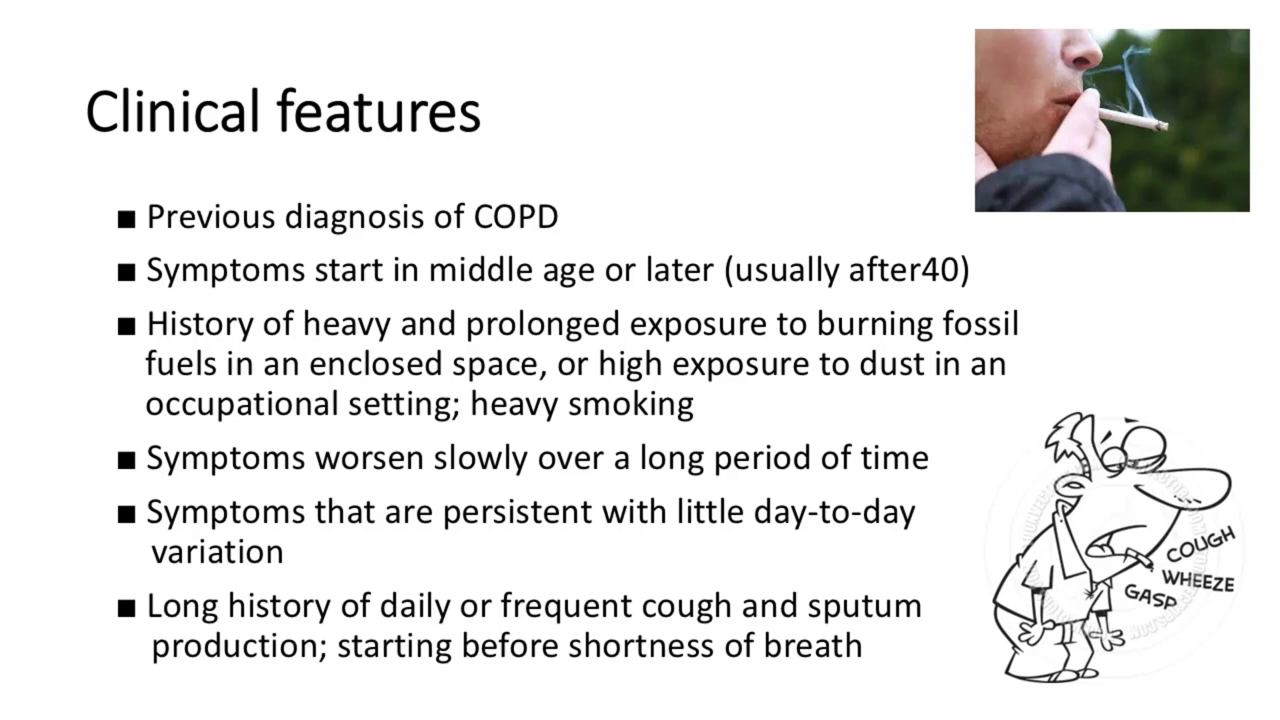 Clinical features
■ Previous diagnosis of COPD
■ Symptoms start in middle age or later (usually after40)
■ History of heavy and prolonged exposure to burning fossil
fuels in an enclosed space, or high exposure to dust in an
occupational setting; heavy smoking
■ Symptoms worsen slowly over a long period of time
■ Symptoms that are persistent with little day-to-day
variation
■ Long history of daily or frequent cough and sputum
production; starting before shortness of breath
COUGH
WHEEZE
GASP